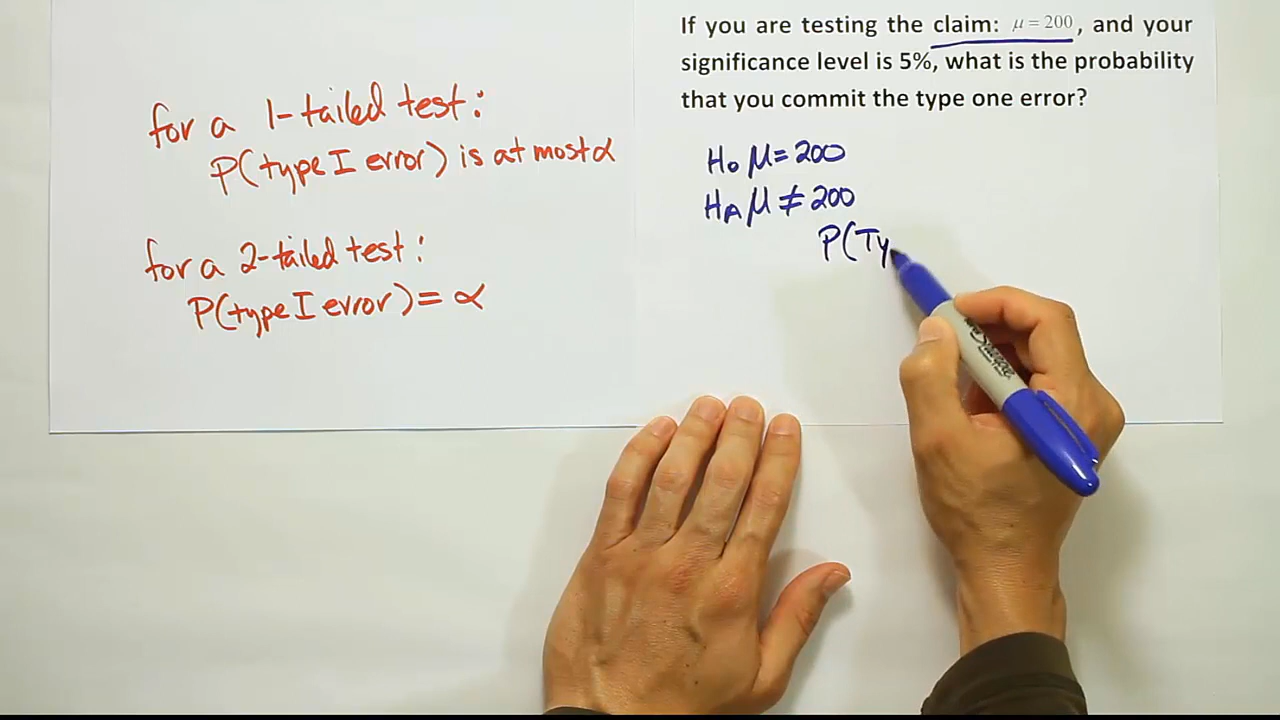 for a 1-tailed test:
P(type I error) is at most α
for a 2-tailed test:
P(type I error) = α
If you are testing the claim: μ = 200 , and your
significance level is 5%, what is the probability
that you commit the type one error?
H₀ μ = 200
H_A μ ≠ 200
P(Ty